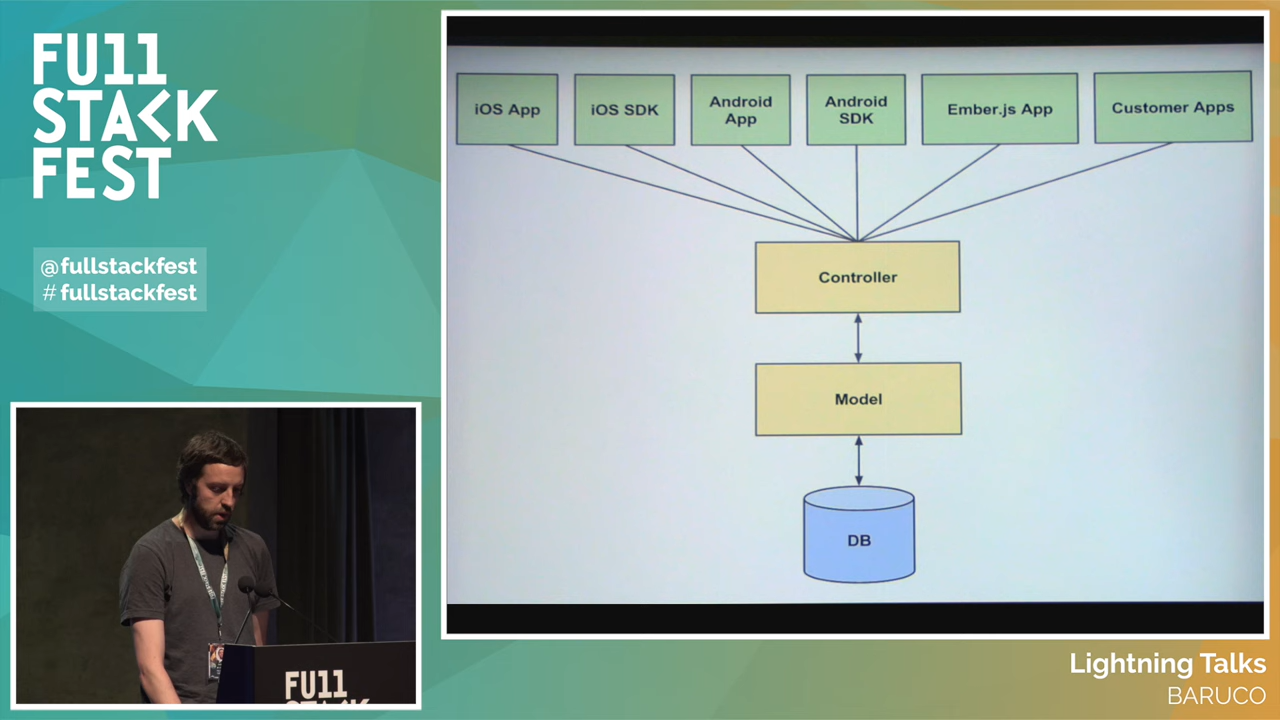 FU11
STACK
FEST
@fullstackfest
# fullstackfest
iOS App
iOS SDK
Android
App
Android
SDK
Ember.js App
Customer Apps
Controller
Model
DB
FU11
STACK
Lightning Talks
BARUCO